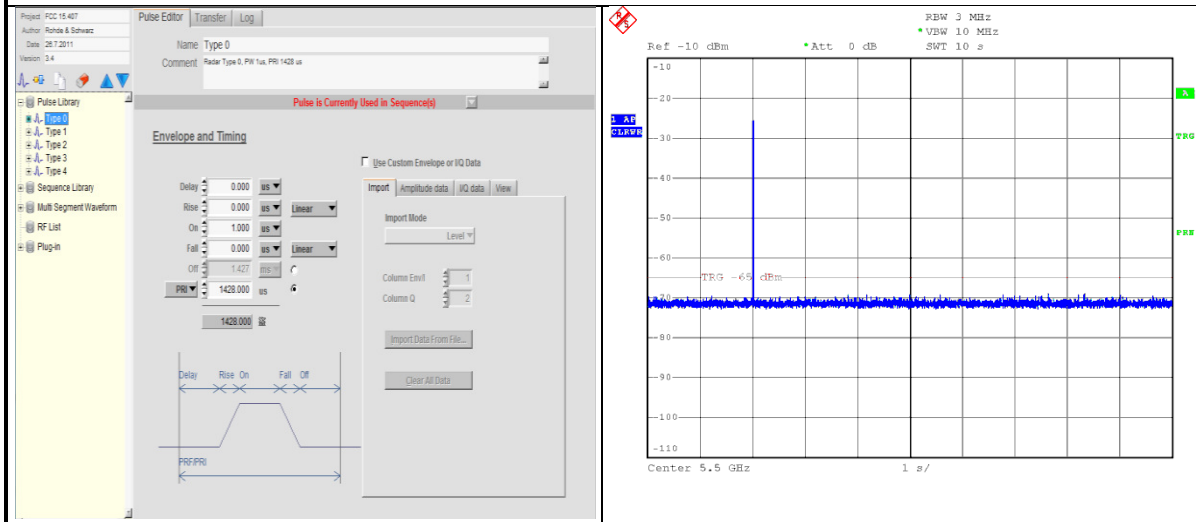 Project FCC 15.407
Author Rohde & Schwarz
Date 26.7.2011
Version 3.4
Pulse Library
Type 0
Type 1
Type 2
Type 3
Type 4
Sequence Library
Multi Segment Waveform
RF List
Plug-in
Pulse Editor Transfer Log
Name Type 0
Comment Radar Type 0, PW 1us, PRI 1428 us
Pulse is Currently Used in Sequence(s)
Envelope and Timing
Use Custom Envelope or I/Q Data
Delay 0.000 us
Rise 0.000 us Linear
On 1.000 us
Fall 0.000 us Linear
Off 1.427 ms
PRI 1428.000 us
1428.000
Import Amplitude data I/Q data View
Import Mode
Level
Column Env/I 1
Column Q 2
Import Data From File...
Clear All Data
Delay Rise On Fall Off
PRF/PRI
R S
RBW 3 MHz
*VBW 10 MHz
Ref -10 dBm *Att 0 dB SWT 10 s
-10
-20
-30
-40
-50
-60
TRG -65 dBm
-70
-80
-90
-100
-110
1 AP
CLRWR
A
TRG
Center 5.5 GHz 1 s/